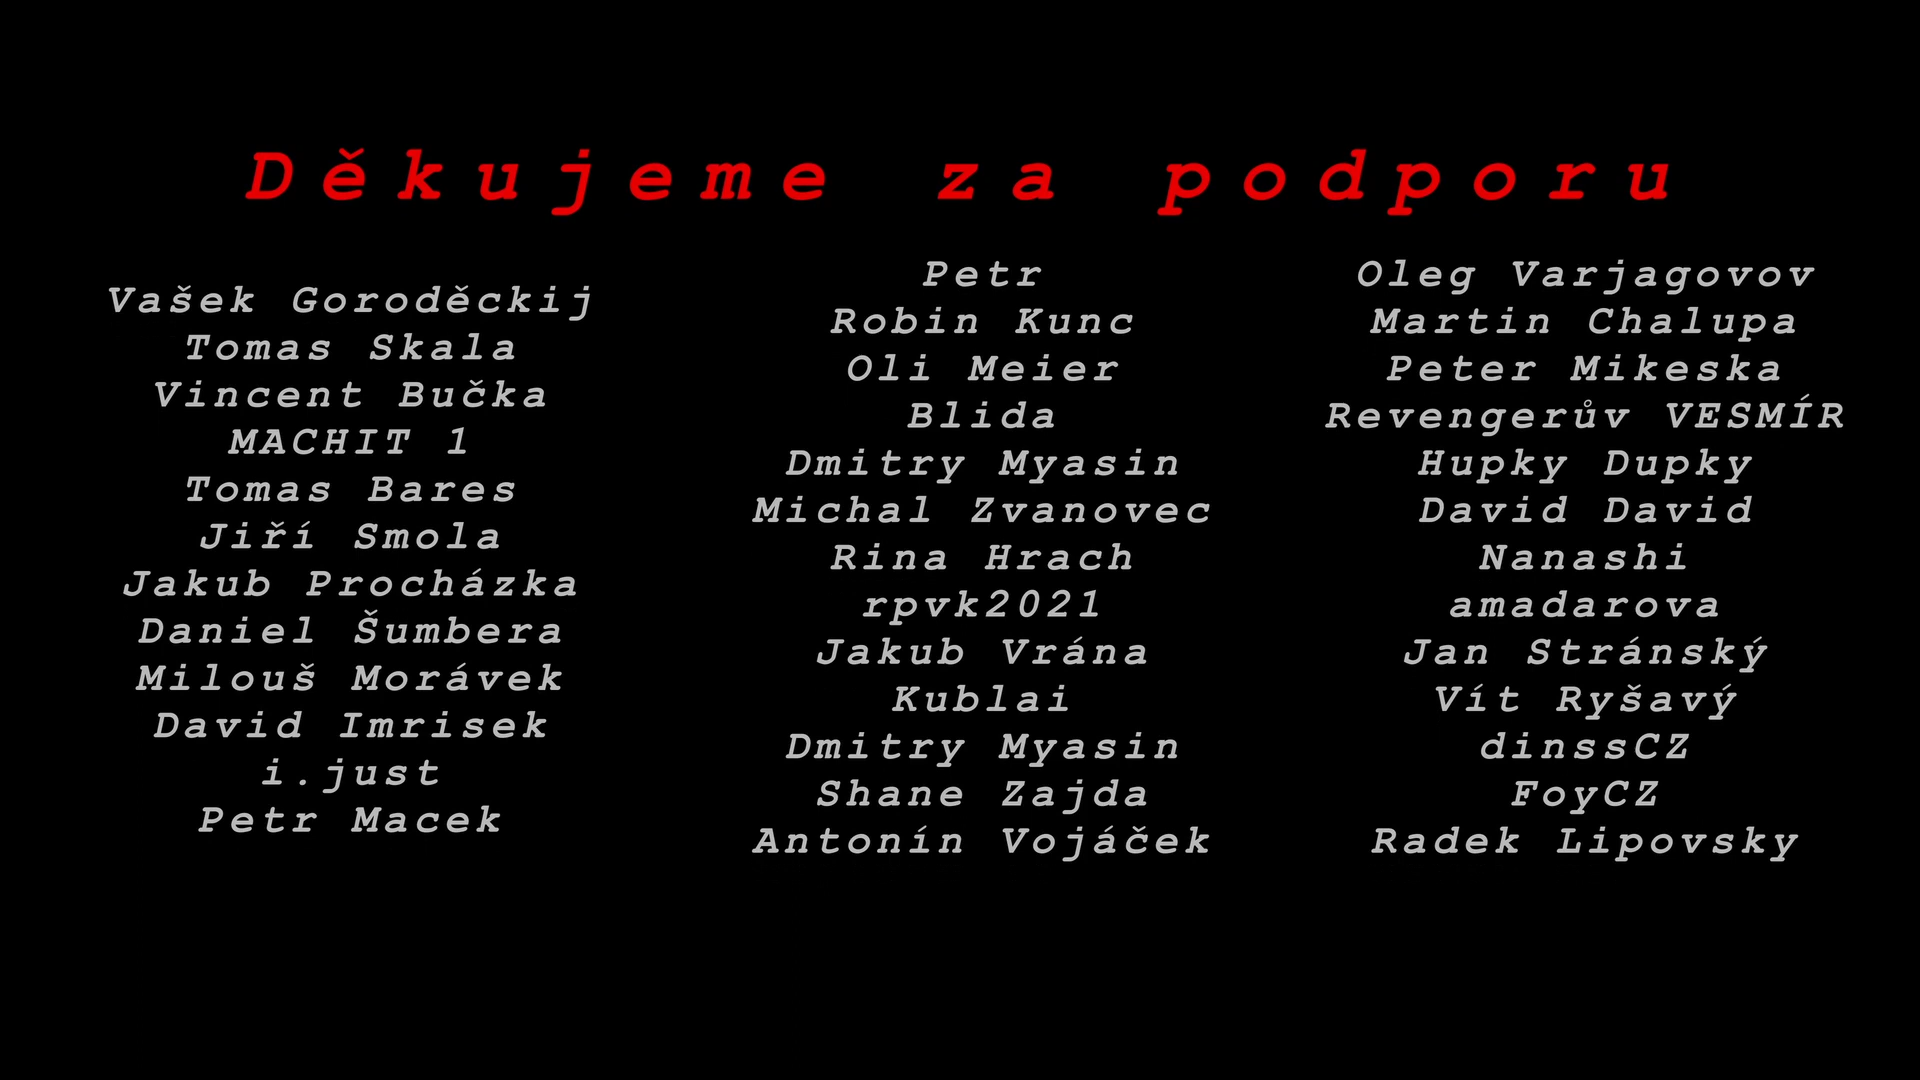 Děkujeme za podporu
Vašek Goroděckij
Tomas Skala
Vincent Bučka
MACHIT 1
Tomas Bares
Jiří Smola
Jakub Procházka
Daniel Šumbera
Milouš Morávek
David Imrisek
i.just
Petr Macek
Petr
Robin Kunc
Oli Meier
Blida
Dmitry Myasin
Michal Zvanovec
Rina Hrach
rpvk2021
Jakub Vrána
Kublai
Dmitry Myasin
Shane Zajda
Antonín Vojáček
Oleg Varjagovov
Martin Chalupa
Peter Mikeska
Revengerův VESMÍR
Hupky Dupky
David David
Nanashi
amadarova
Jan Stránský
Vít Ryšavý
dinssCZ
FoyCZ
Radek Lipovsky